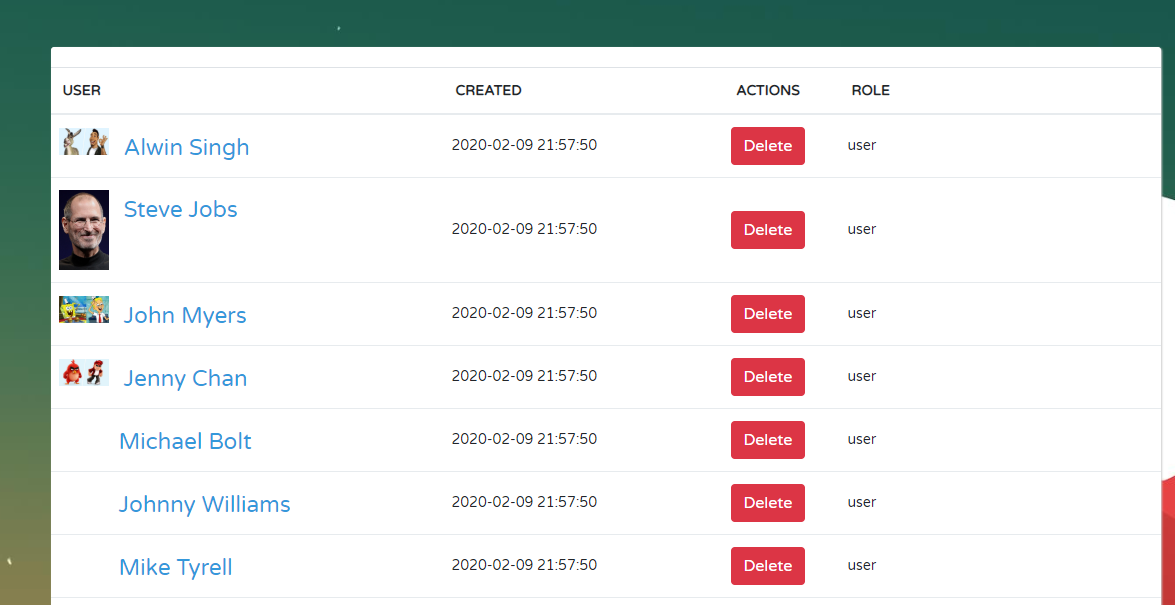 USER CREATED ACTIONS ROLE
Alwin Singh 2020-02-09 21:57:50 Delete user
Steve Jobs 2020-02-09 21:57:50 Delete user
John Myers 2020-02-09 21:57:50 Delete user
Jenny Chan 2020-02-09 21:57:50 Delete user
Michael Bolt 2020-02-09 21:57:50 Delete user
Johnny Williams 2020-02-09 21:57:50 Delete user
Mike Tyrell 2020-02-09 21:57:50 Delete user